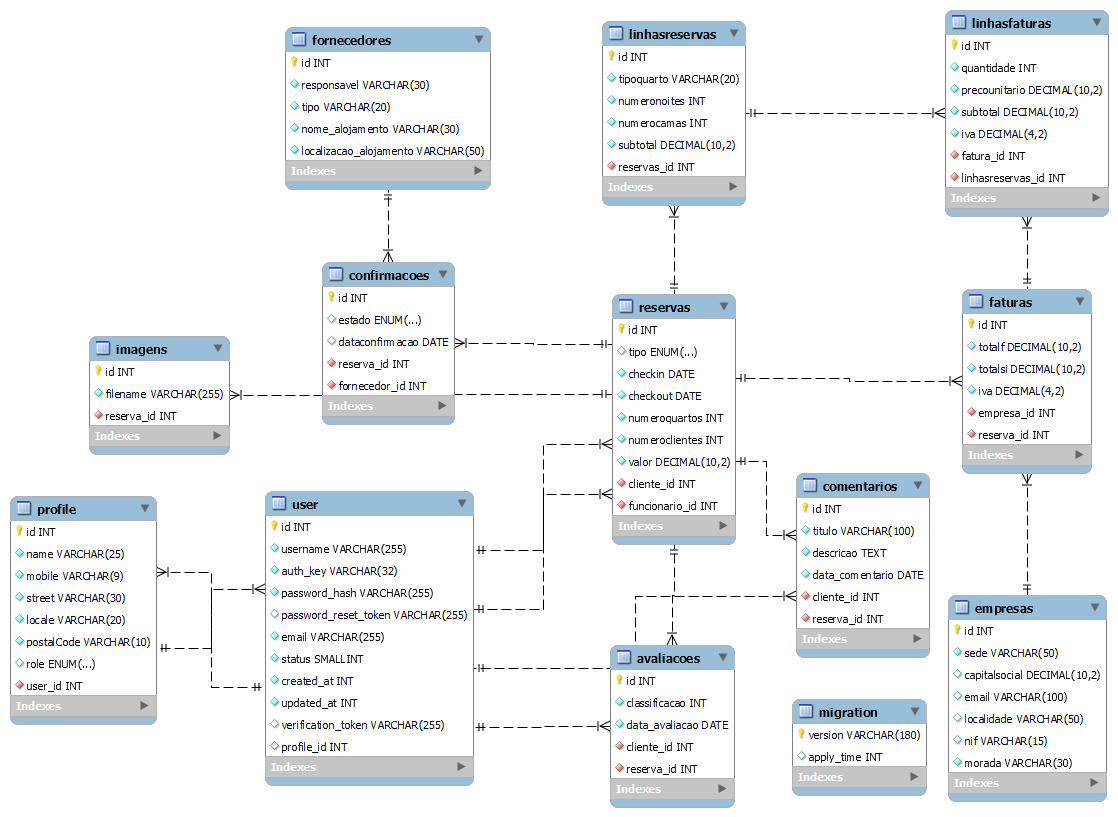 fornecedores
id INT
responsavel VARCHAR(30)
tipo VARCHAR(20)
nome_alojamento VARCHAR(30)
localizacao_alojamento VARCHAR(50)
Indexes
linhasreservas
id INT
tipoquarto VARCHAR(20)
numeronoites INT
numerocamas INT
subtotal DECIMAL(10,2)
reservas_id INT
Indexes
linhasfaturas
id INT
quantidade INT
precounitario DECIMAL(10,2)
subtotal DECIMAL(10,2)
iva DECIMAL(4,2)
fatura_id INT
linhasreservas_id INT
Indexes
confirmacoes
id INT
estado ENUM(...)
dataconfirmacao DATE
reserva_id INT
fornecedor_id INT
Indexes
reservas
id INT
tipo ENUM(...)
checkin DATE
checkout DATE
numeroquartos INT
numeroclientes INT
valor DECIMAL(10,2)
cliente_id INT
funcionario_id INT
Indexes
faturas
id INT
totalf DECIMAL(10,2)
totalsi DECIMAL(10,2)
iva DECIMAL(4,2)
empresa_id INT
reserva_id INT
Indexes
imagens
id INT
filename VARCHAR(255)
reserva_id INT
Indexes
profile
id INT
name VARCHAR(25)
mobile VARCHAR(9)
street VARCHAR(30)
locale VARCHAR(20)
postalCode VARCHAR(10)
role ENUM(...)
user_id INT
Indexes
user
id INT
username VARCHAR(255)
auth_key VARCHAR(32)
password_hash VARCHAR(255)
password_reset_token VARCHAR(255)
email VARCHAR(255)
status SMALLINT
created_at INT
updated_at INT
verification_token VARCHAR(255)
profile_id INT
Indexes
comentarios
id INT
titulo VARCHAR(100)
descricao TEXT
data_comentario DATE
cliente_id INT
reserva_id INT
Indexes
avaliacoes
id INT
classificacao INT
data_avaliacao DATE
cliente_id INT
reserva_id INT
Indexes
migration
version VARCHAR(180)
apply_time INT
Indexes
empresas
id INT
sede VARCHAR(50)
capitalsocial DECIMAL(10,2)
email VARCHAR(100)
localidade VARCHAR(50)
nif VARCHAR(15)
morada VARCHAR(30)
Indexes